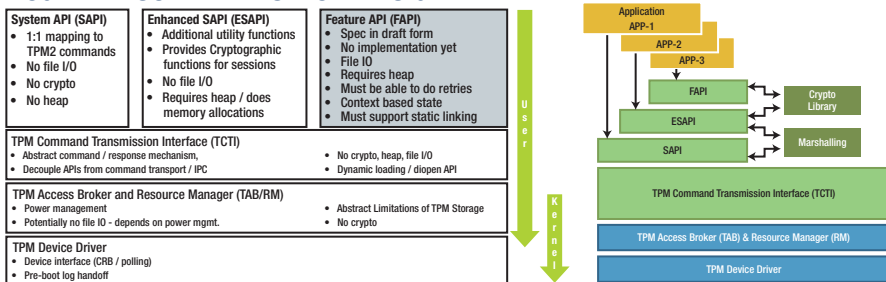 System API (SAPI)
• 1:1 mapping to
TPM2 commands
• No file I/O
• No crypto
• No heap
Enhanced SAPI (ESAPI)
• Additional utility functions
• Provides Cryptographic
functions for sessions
• No file I/O
• Requires heap / does
memory allocations
Feature API (FAPI)
• Spec in draft form
• No implementation yet
• File IO
• Requires heap
• Must be able to do retries
• Context based state
• Must support static linking
TPM Command Transmission Interface (TCTI)
• Abstract command / response mechanism,
• Decouple APIs from command transport / IPC
• No crypto, heap, file I/O
• Dynamic loading / dlopen API
TPM Access Broker and Resource Manager (TAB/RM)
• Power management
• Potentially no file IO - depends on power mgmt.
• Abstract Limitations of TPM Storage
• No crypto
TPM Device Driver
• Device interface (CRB / polling)
• Pre-boot log handoff
User
Kernel
Application
APP-1
APP-2
APP-3
FAPI
ESAPI
SAPI
Crypto
Library
Marshalling
TPM Command Transmission Interface (TCTI)
TPM Access Broker (TAB) & Resource Manager (RM)
TPM Device Driver